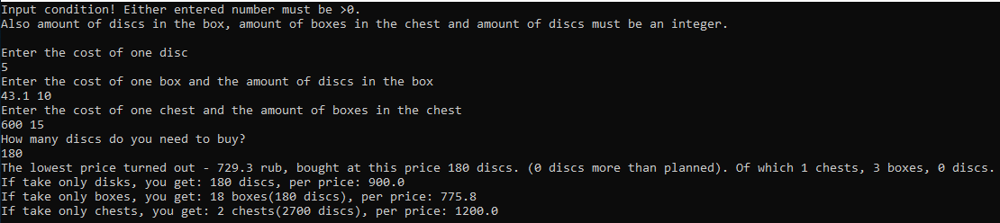 Input condition! Either entered number must be >0.
Also amount of discs in the box, amount of boxes in the chest and amount of discs must be an integer.
Enter the cost of one disc
5
Enter the cost of one box and the amount of discs in the box
43.1 10
Enter the cost of one chest and the amount of boxes in the chest
600 15
How many discs do you need to buy?
180
The lowest price turned out - 729.3 rub, bought at this price 180 discs. (0 discs more than planned). Of which 1 chests, 3 boxes, 0 discs.
If take only disks, you get: 180 discs, per price: 900.0
If take only boxes, you get: 18 boxes(180 discs), per price: 775.8
If take only chests, you get: 2 chests(2700 discs), per price: 1200.0